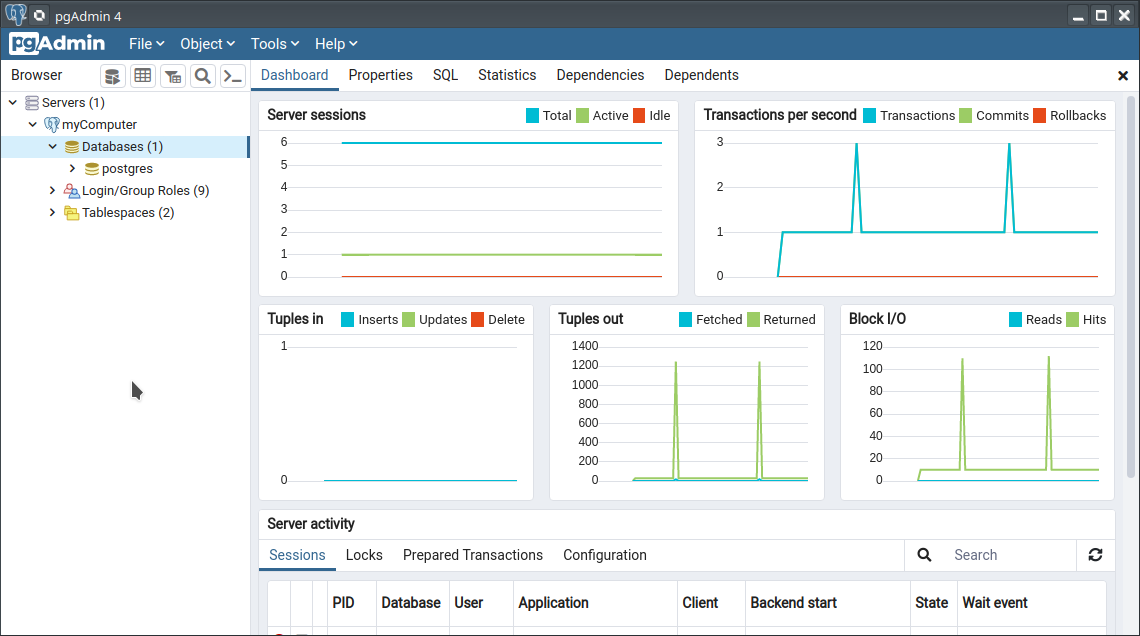 pgAdmin 4
pgAdmin File Object Tools Help
Browser Dashboard Properties SQL Statistics Dependencies Dependents
Servers (1)
myComputer
Databases (1)
postgres
Login/Group Roles (9)
Tablespaces (2)
Server sessions Total Active Idle
6
5
4
3
2
1
0
Transactions per second Transactions Commits Rollbacks
3
2
1
0
Tuples in Inserts Updates Delete
1
0
Tuples out Fetched Returned
1400
1200
1000
800
600
400
200
0
Block I/O Reads Hits
120
100
80
60
40
20
0
Server activity
Sessions Locks Prepared Transactions Configuration Search
PID Database User Application Client Backend start State Wait event